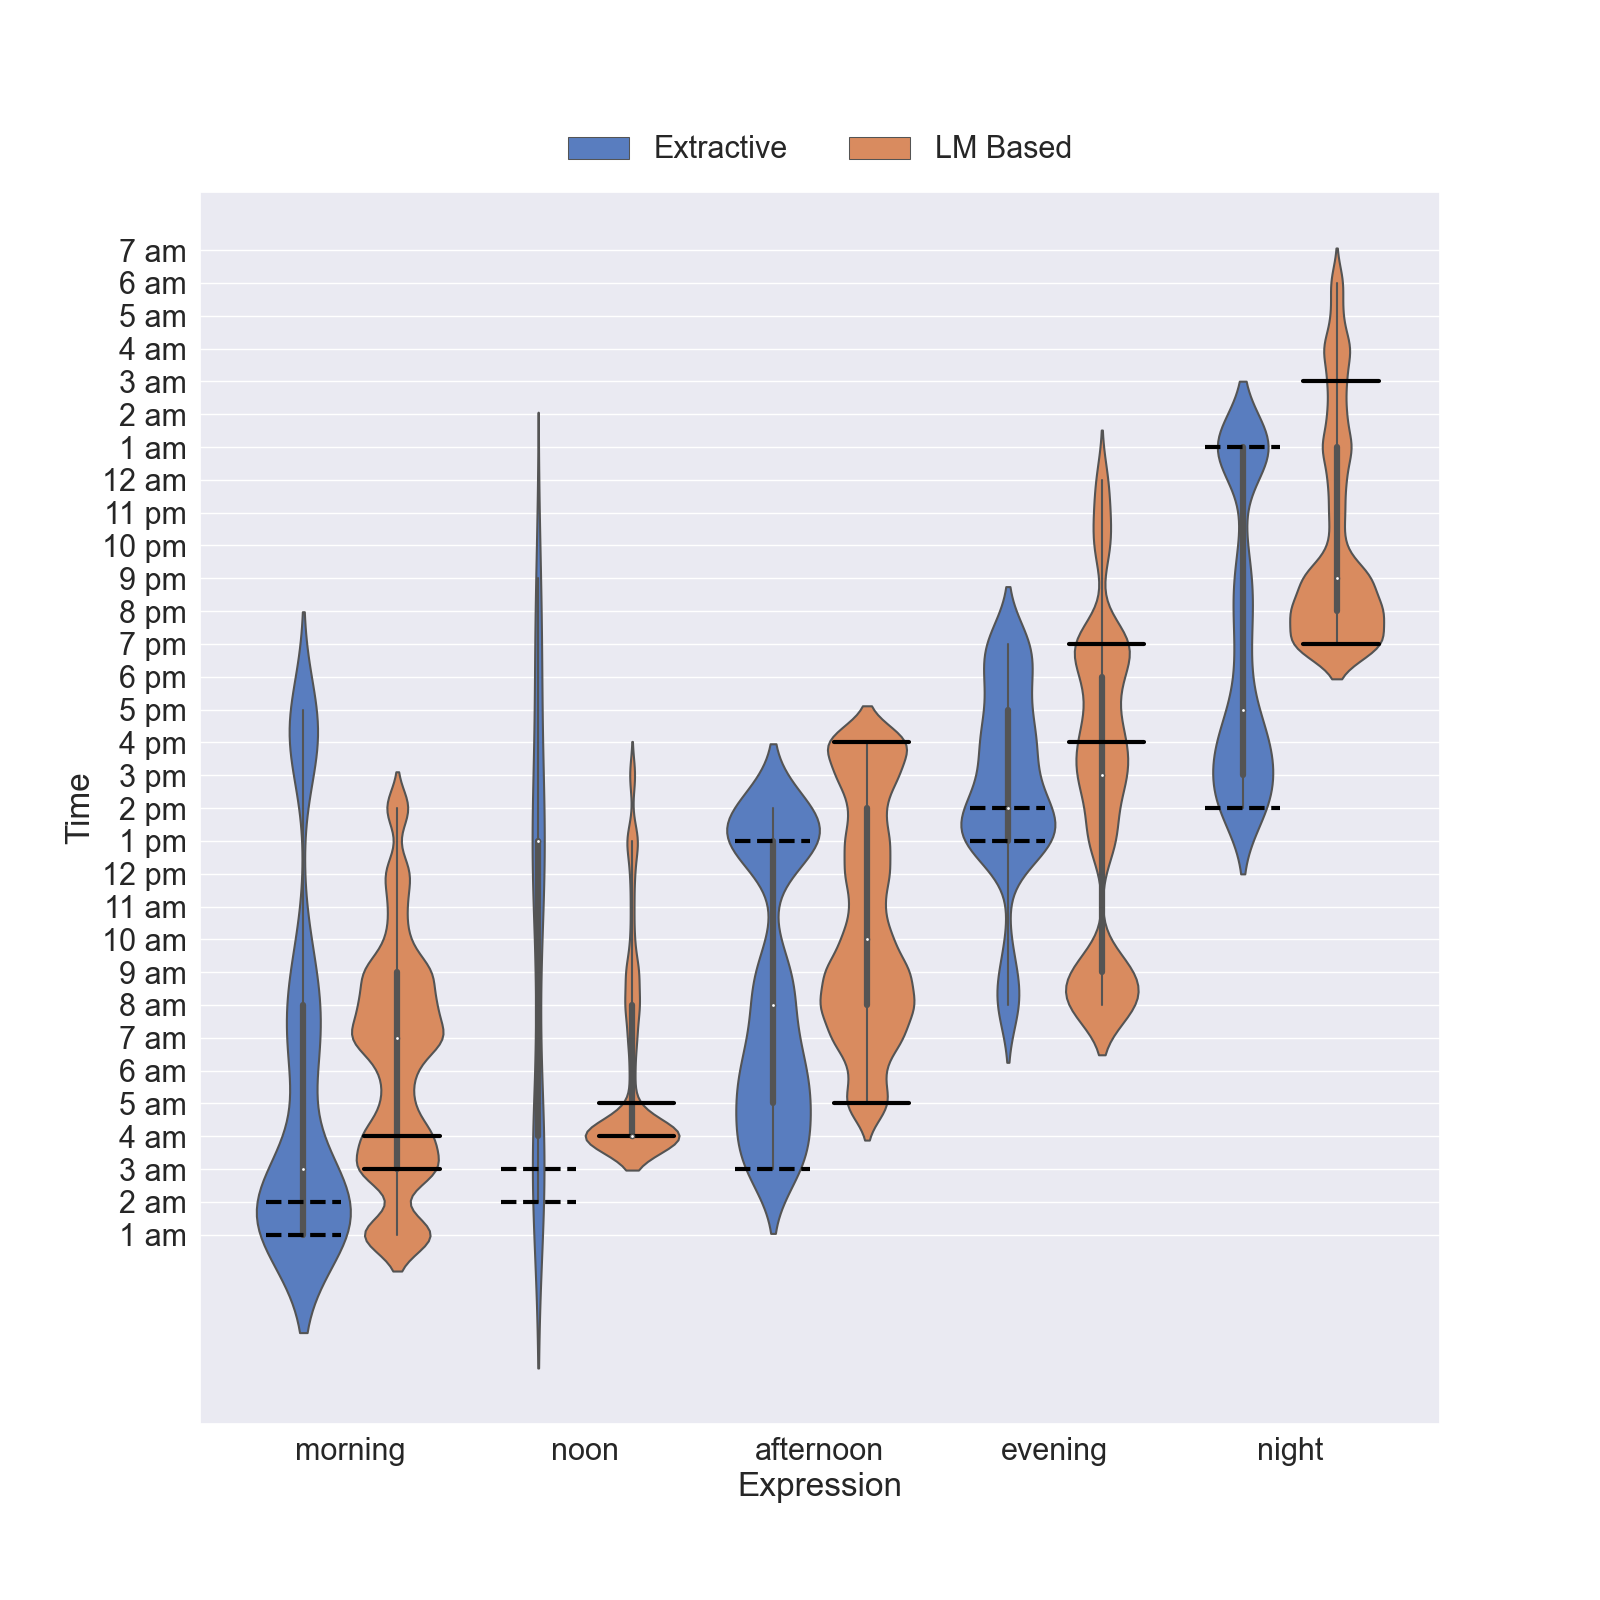 Extractive LM Based
7 am
6 am
5 am
4 am
3 am
2 am
1 am
12 am
11 pm
10 pm
9 pm
8 pm
7 pm
6 pm
5 pm
4 pm
3 pm
2 pm
1 pm
12 pm
11 am
10 am
9 am
8 am
7 am
6 am
5 am
4 am
3 am
2 am
1 am
Time
morning noon afternoon evening night
Expression